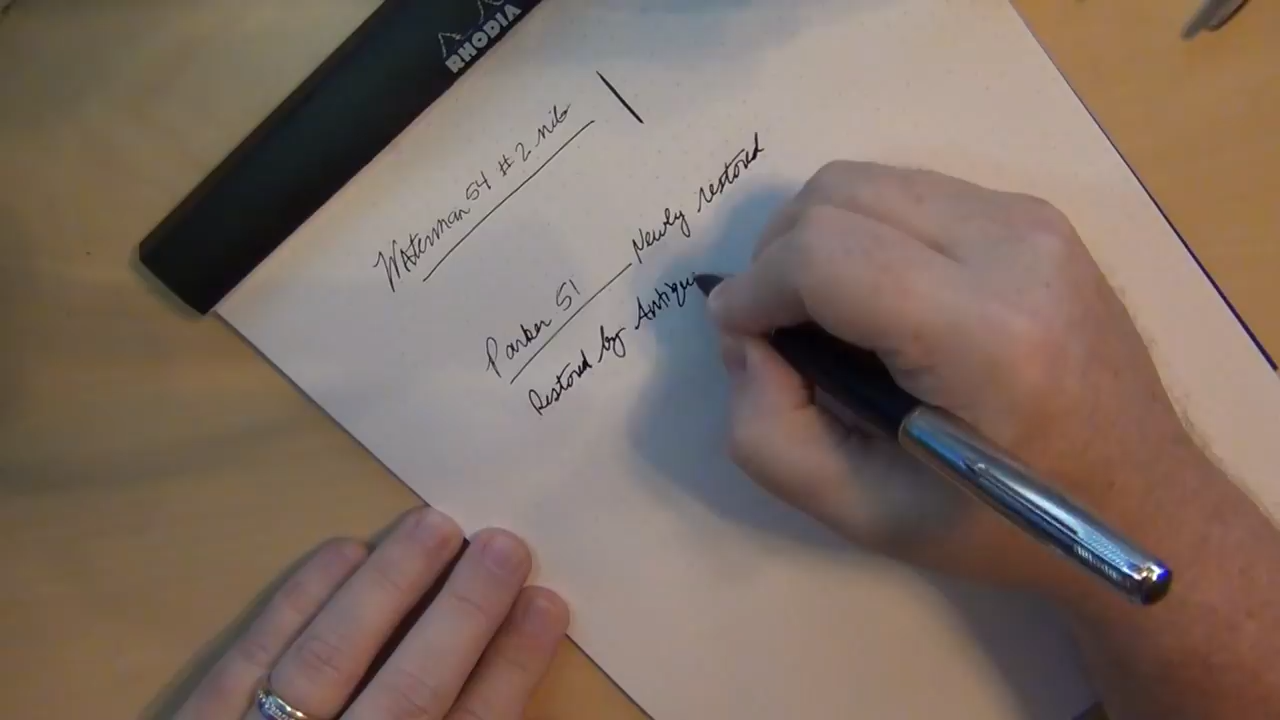 RHODIA
Waterman 54 # 2 nib
Parker 51 Newly restored
Restored by Antique